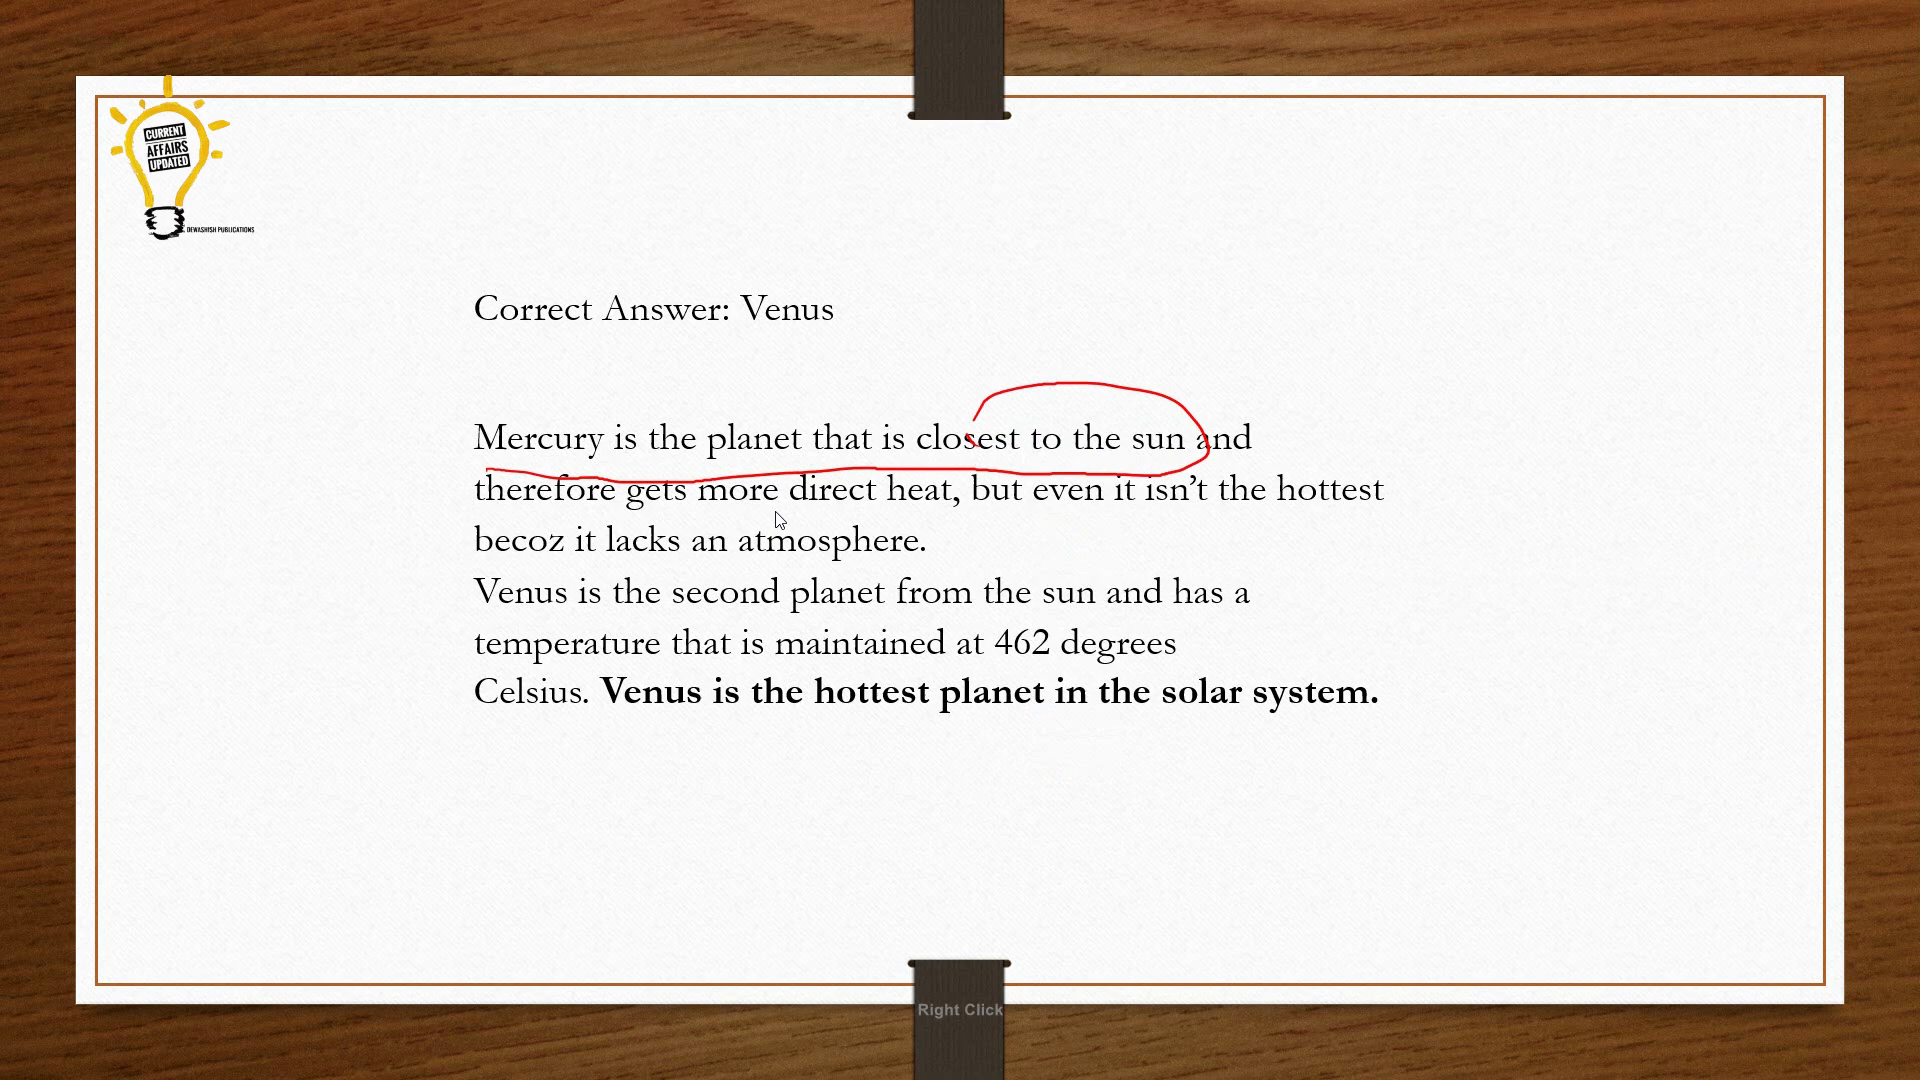 CURRENT
AFFAIRS
UPDATED
DEWASHISH PUBLICATIONS
Correct Answer: Venus
Mercury is the planet that is closest to the sun and
therefore gets more direct heat, but even it isn’t the hottest
becoz it lacks an atmosphere.
Venus is the second planet from the sun and has a
temperature that is maintained at 462 degrees
Celsius. Venus is the hottest planet in the solar system.
Right Click